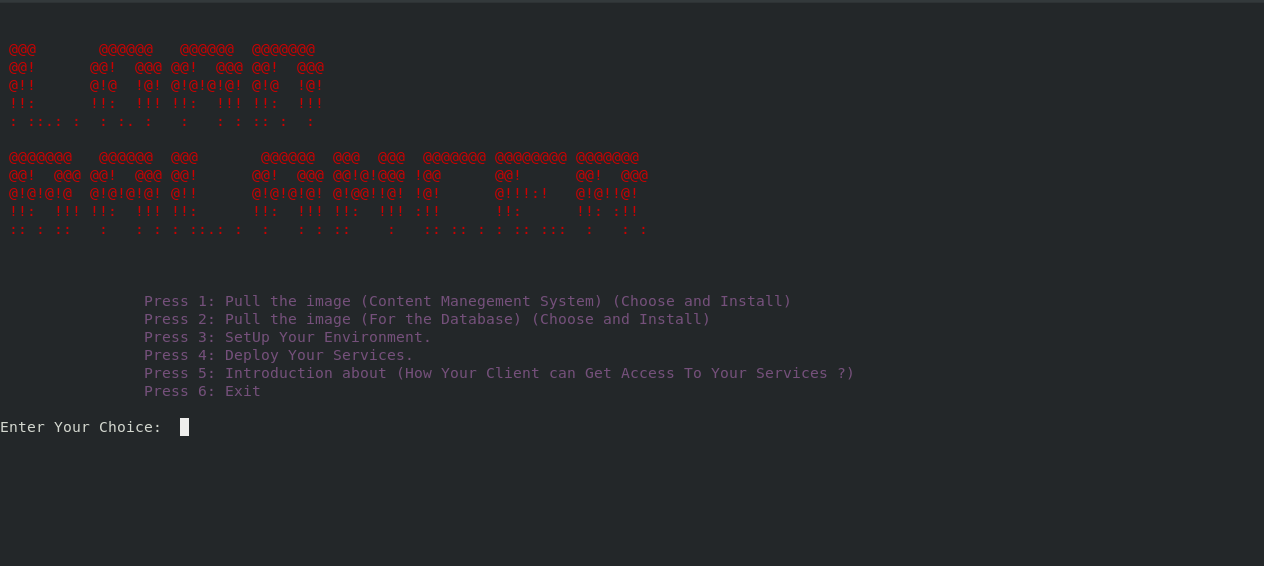 LOAD
BALANCER
Press 1: Pull the image (Content Manegement System) (Choose and Install)
Press 2: Pull the image (For the Database) (Choose and Install)
Press 3: SetUp Your Environment.
Press 4: Deploy Your Services.
Press 5: Introduction about (How Your Client can Get Access To Your Services ?)
Press 6: Exit
Enter Your Choice: